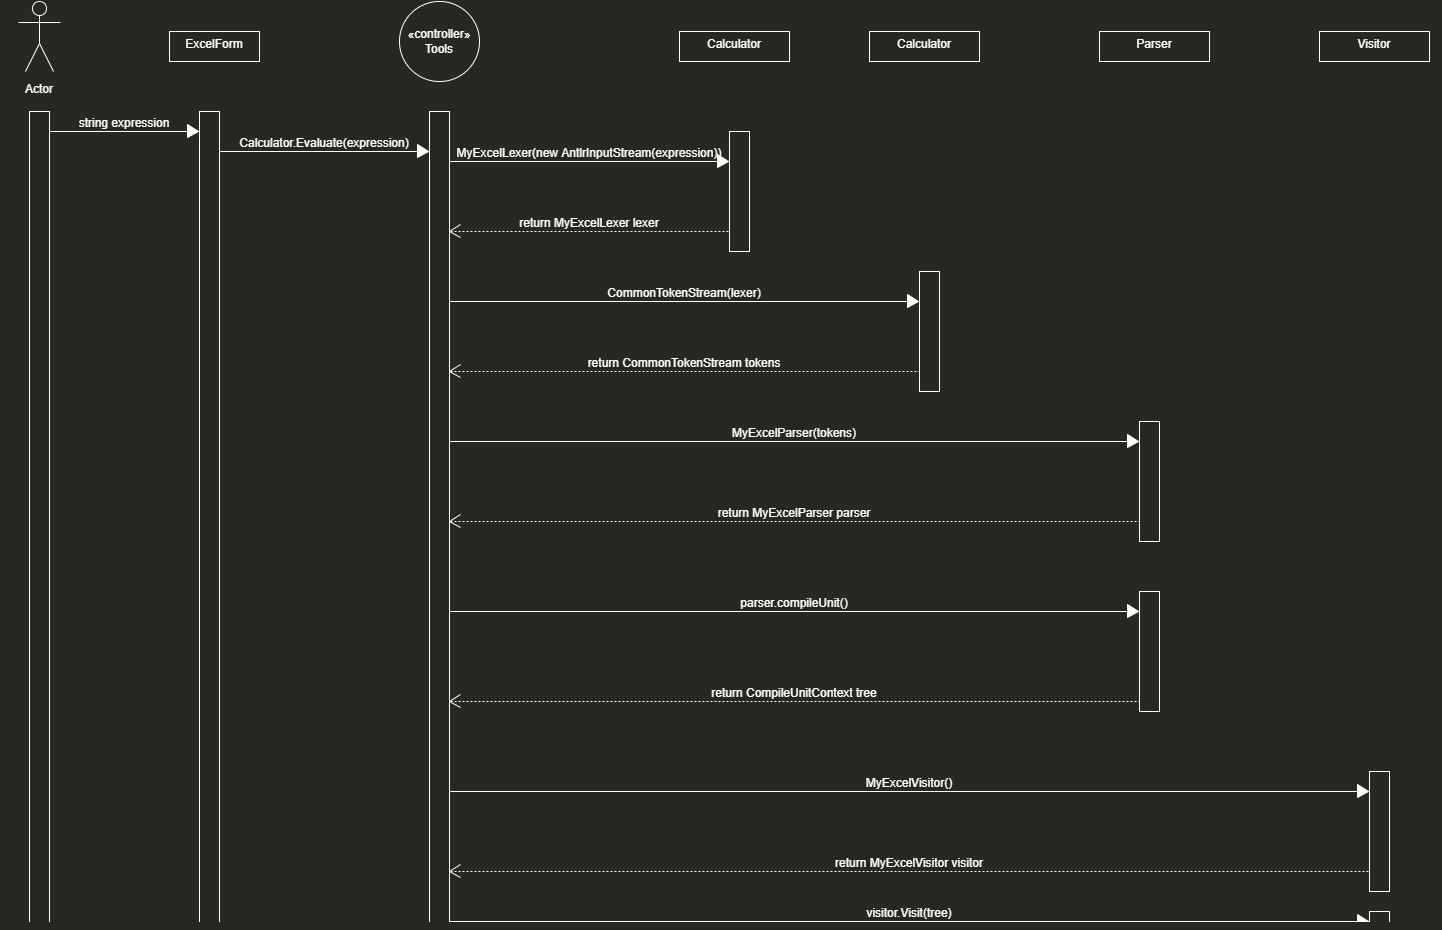 «controller»
Tools
ExcelForm
Calculator
Calculator
Parser
Visitor
Actor
string expression
Calculator.Evaluate(expression)
MyExcelLexer(new AntlrInputStream(expression))
return MyExcelLexer lexer
CommonTokenStream(lexer)
return CommonTokenStream tokens
MyExcelParser(tokens)
return MyExcelParser parser
parser.compileUnit()
return CompileUnitContext tree
MyExcelVisitor()
return MyExcelVisitor visitor
visitor.Visit(tree)